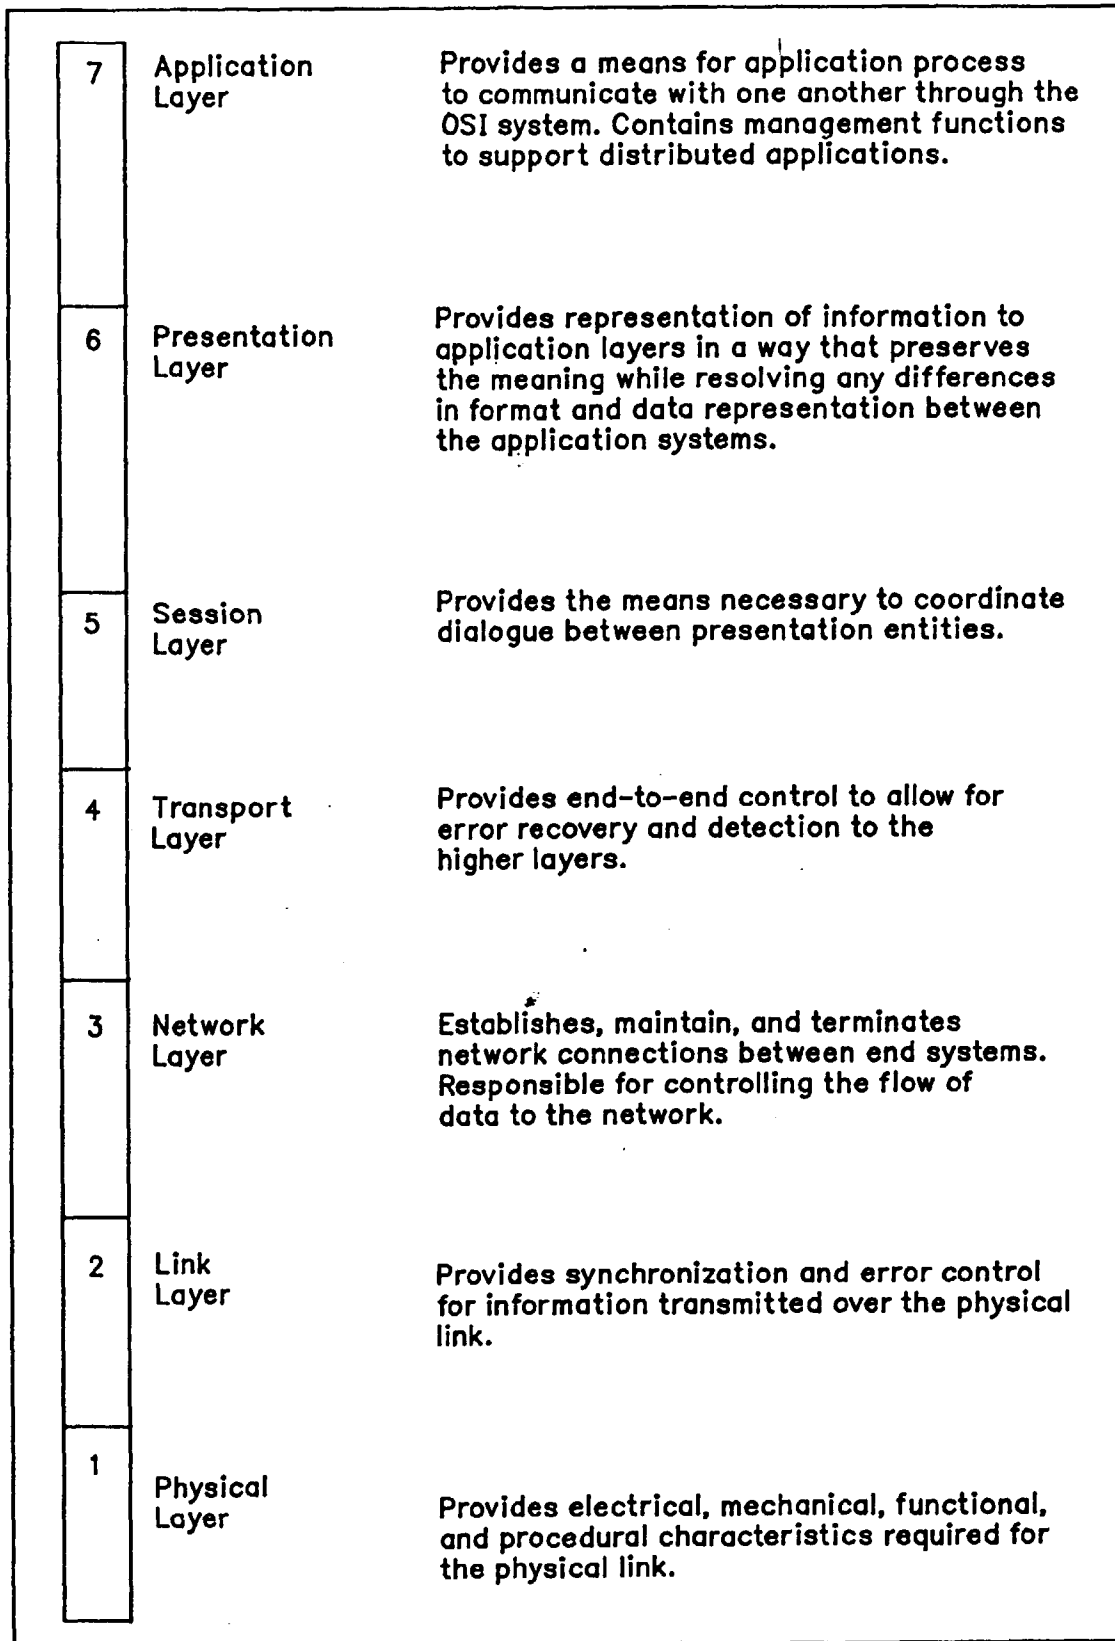 7 Application Provides a means for application process
Layer to communicate with one another through the
OSI system. Contains management functions
to support distributed applications.
6 Presentation Provides representation of information to
Layer application layers in a way that preserves
the meaning while resolving any differences
in format and data representation between
the application systems.
5 Session Provides the means necessary to coordinate
Layer dialogue between presentation entities.
4 Transport Provides end-to-end control to allow for
Layer error recovery and detection to the
higher layers.
3 Network Establishes, maintain, and terminates
Layer network connections between end systems.
Responsible for controlling the flow of
data to the network.
2 Link Provides synchronization and error control
Layer for information transmitted over the physical
link.
1 Physical Provides electrical, mechanical, functional,
Layer and procedural characteristics required for
the physical link.